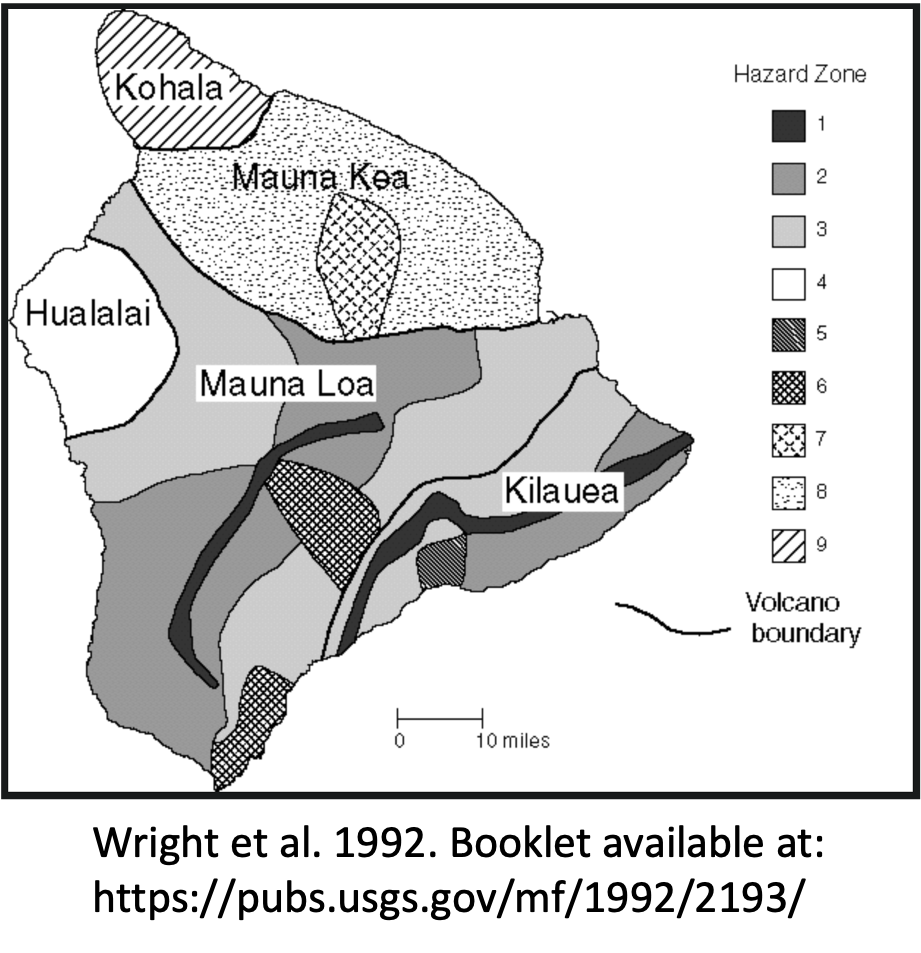 Kohala
Mauna Kea
Hualalai
Mauna Loa
Kilauea
Hazard Zone
1
2
3
4
5
6
7
8
9
Volcano
boundary
0 10 miles
Wright et al. 1992. Booklet available at:
https://pubs.usgs.gov/mf/1992/2193/